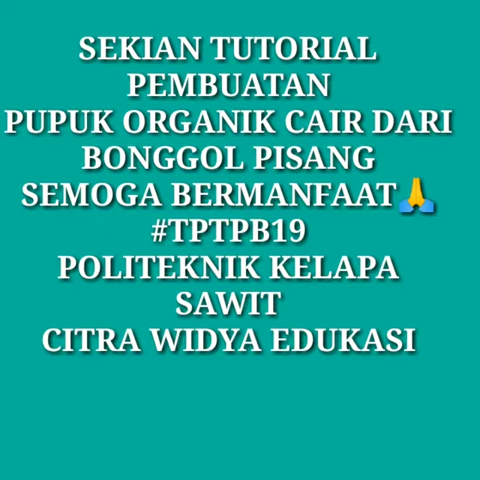 SEKIAN TUTORIAL
PEMBUATAN
PUPUK ORGANIK CAIR DARI
BONGGOL PISANG
SEMOGA BERMANFAAT🙏
#TPTPB19
POLITEKNIK KELAPA
SAWIT
CITRA WIDYA EDUKASI